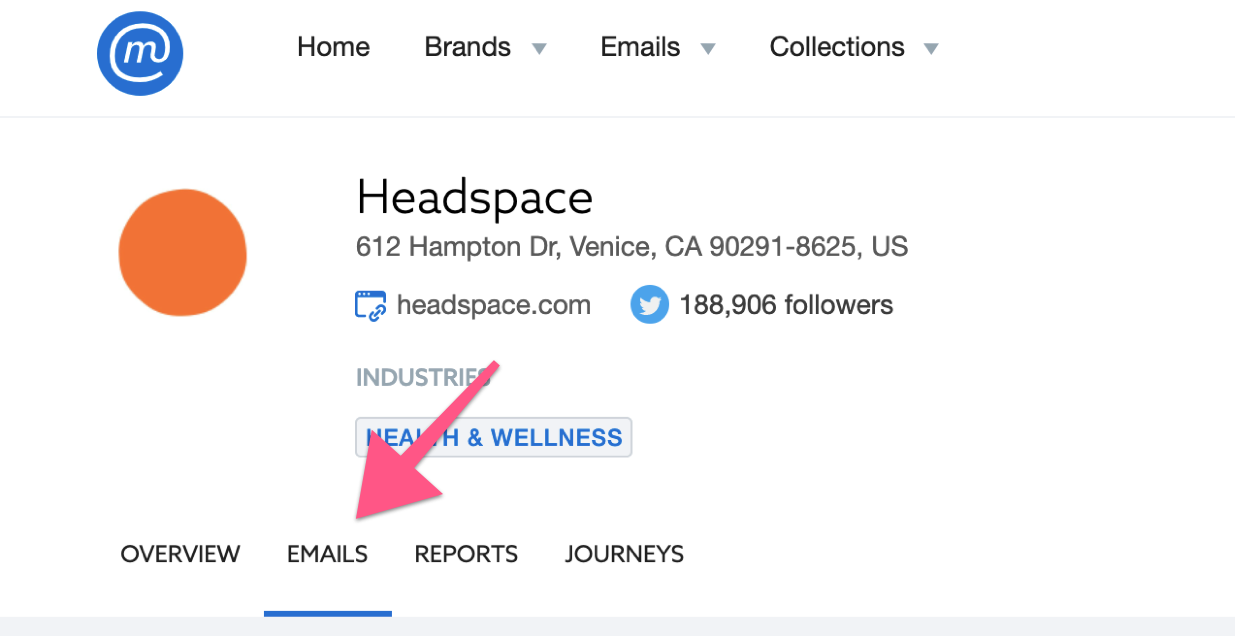 m
Home Brands Emails Collections
Headspace
612 Hampton Dr, Venice, CA 90291-8625, US
headspace.com 188,906 followers
INDUSTRIES
HEALTH & WELLNESS
OVERVIEW EMAILS REPORTS JOURNEYS